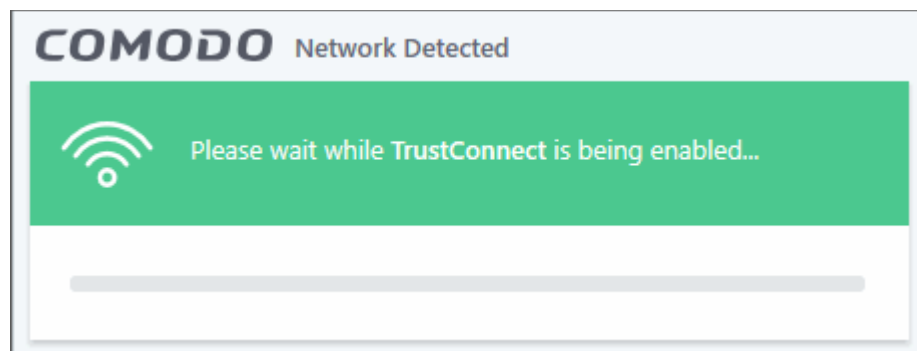 COMODO Network Detected
Please wait while TrustConnect is being enabled...